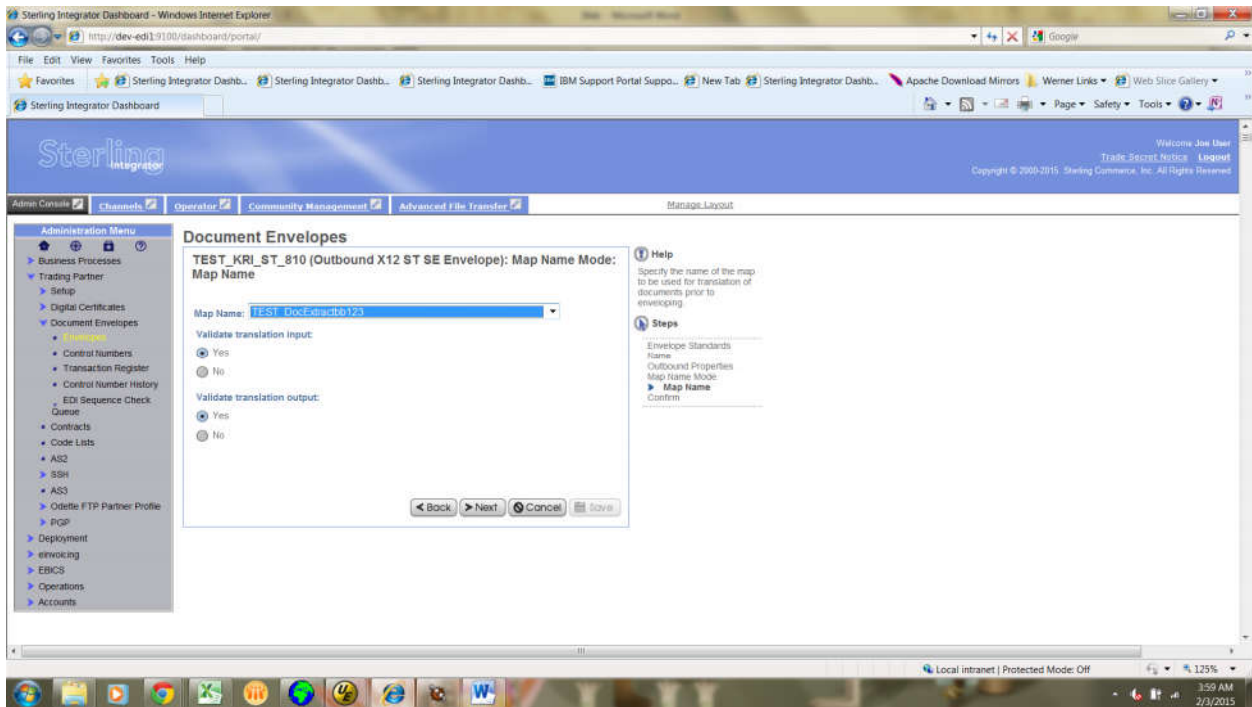 Sterling Integrator Dashboard - Windows Internet Explorer
http://dev-edi1:9100/dashboard/portal/
Google
File Edit View Favorites Tools Help
Favorites Sterling Integrator Dashb... Sterling Integrator Dashb... Sterling Integrator Dashb... IBM Support Portal Suppo... New Tab Sterling Integrator Dashb... Apache Download Mirrors Werner Links Web Slice Gallery
Sterling Integrator Dashboard
Page Safety Tools
Sterling
Integrator
Welcome Joe User
Trade Secret Notice Logout
Copyright © 2000-2015. Sterling Commerce, Inc. All Rights Reserved
Admin Console Channels Operator Community Management Advanced File Transfer Manage Layout
Administration Menu
Business Processes
Trading Partner
Setup
Digital Certificates
Document Envelopes
Envelopes
Control Numbers
Transaction Register
Control Number History
EDI Sequence Check
Queue
Contracts
Code Lists
AS2
SSH
AS3
Odette FTP Partner Profile
PGP
Deployment
einvoicing
EBICS
Operations
Accounts
Document Envelopes
TEST_KRI_ST_810 (Outbound X12 ST SE Envelope): Map Name Mode:
Map Name
Map Name: TEST_DocExtractbb123
Validate translation input:
Yes
No
Validate translation output:
Yes
No
Back Next Cancel Save
Help
Specify the name of the map
to be used for translation of
documents prior to
enveloping.
Steps
Envelope Standards
Name
Outbound Properties
Map Name Mode
Map Name
Confirm
Local intranet | Protected Mode: Off
125%
3:59 AM
2/3/2015